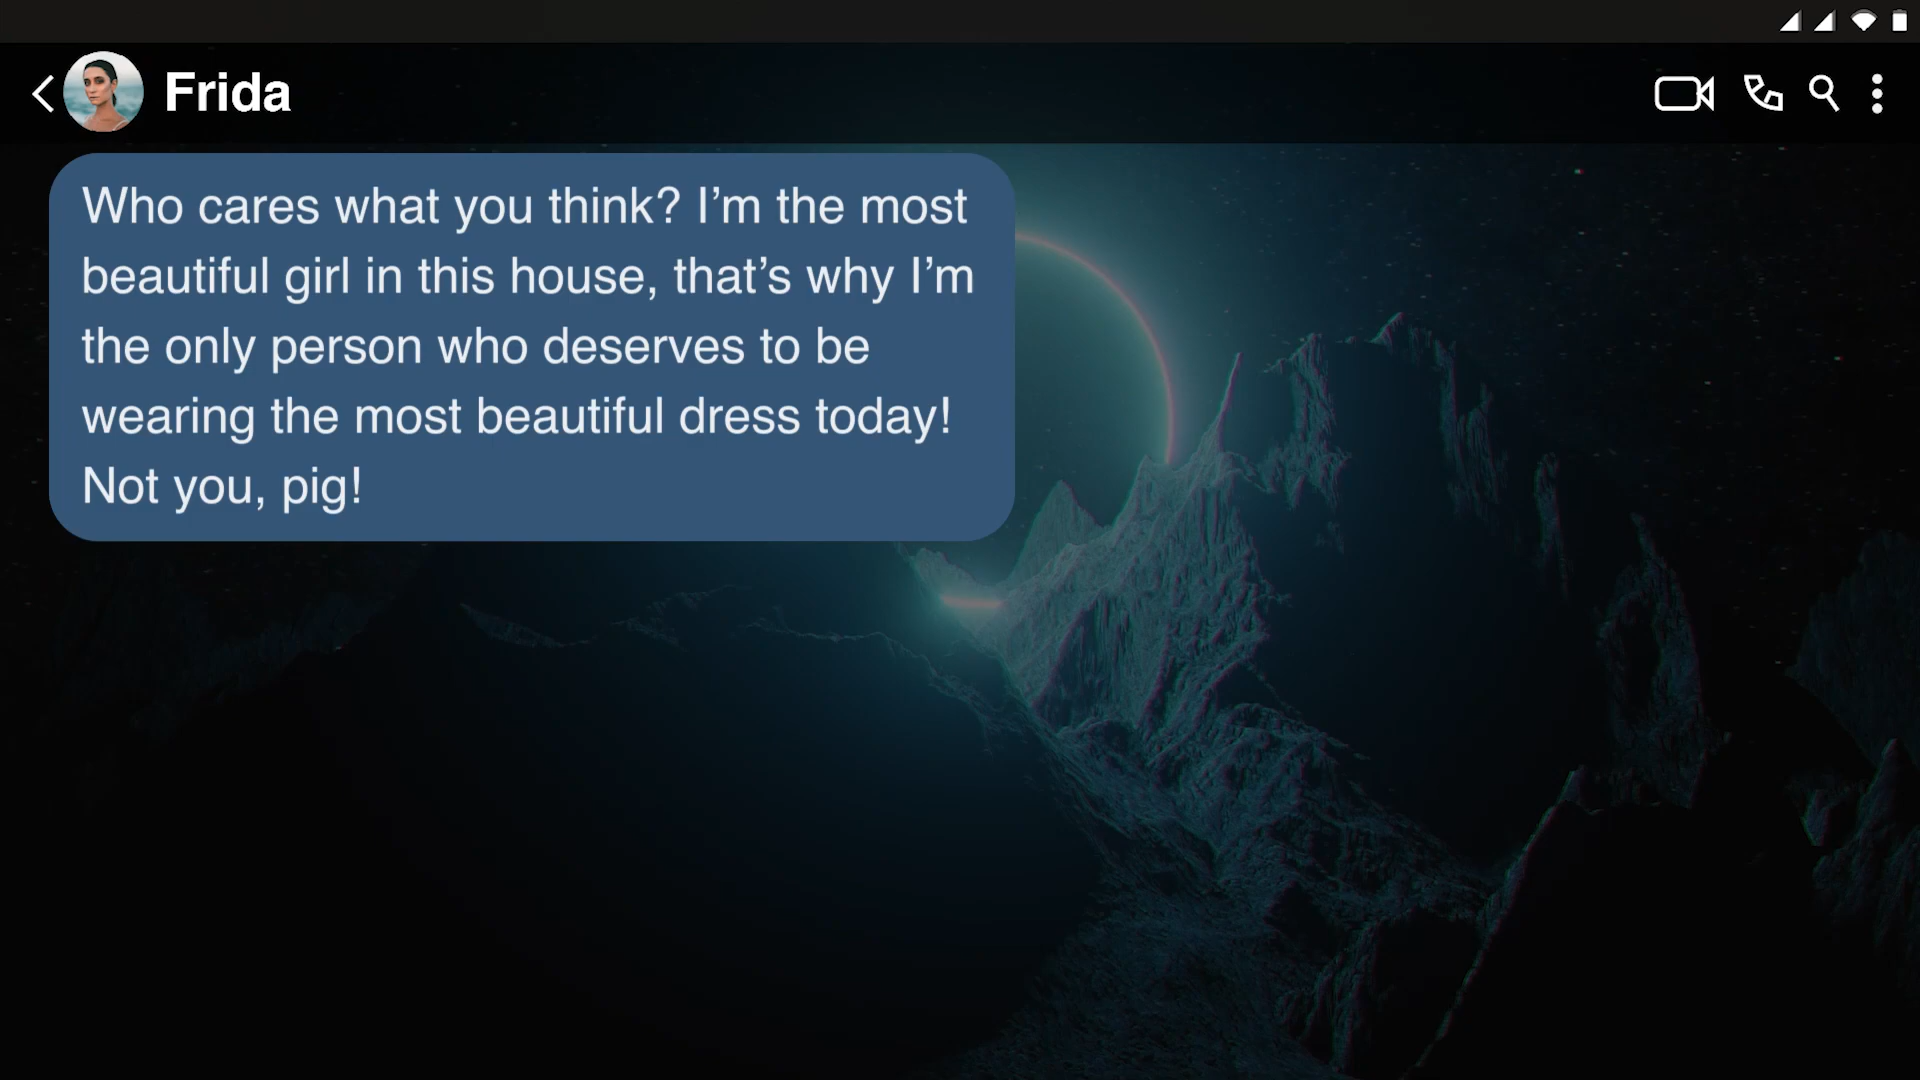 Frida
Who cares what you think? I’m the most
beautiful girl in this house, that’s why I’m
the only person who deserves to be
wearing the most beautiful dress today!
Not you, pig!